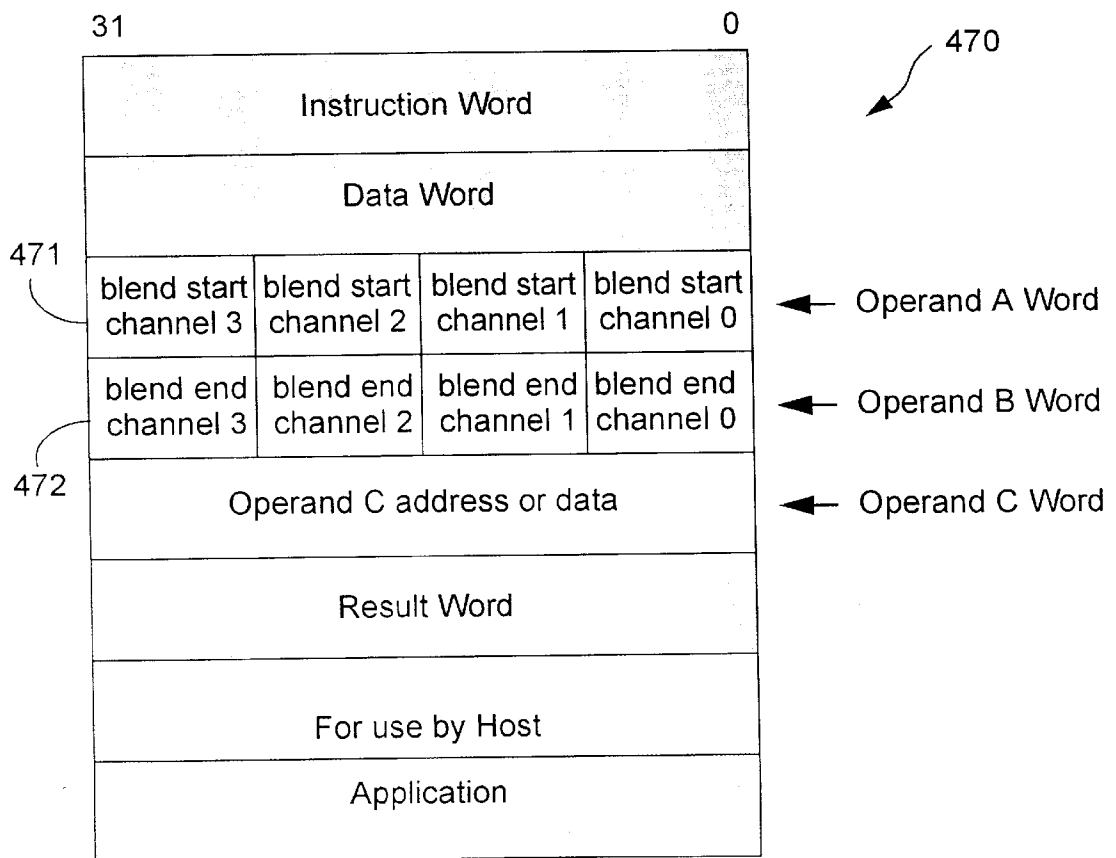 31 0
470
Instruction Word
Data Word
471
blend start blend start blend start blend start
channel 3 channel 2 channel 1 channel 0
Operand A Word
blend end blend end blend end blend end
channel 3 channel 2 channel 1 channel 0
Operand B Word
472
Operand C address or data
Operand C Word
Result Word
For use by Host
Application